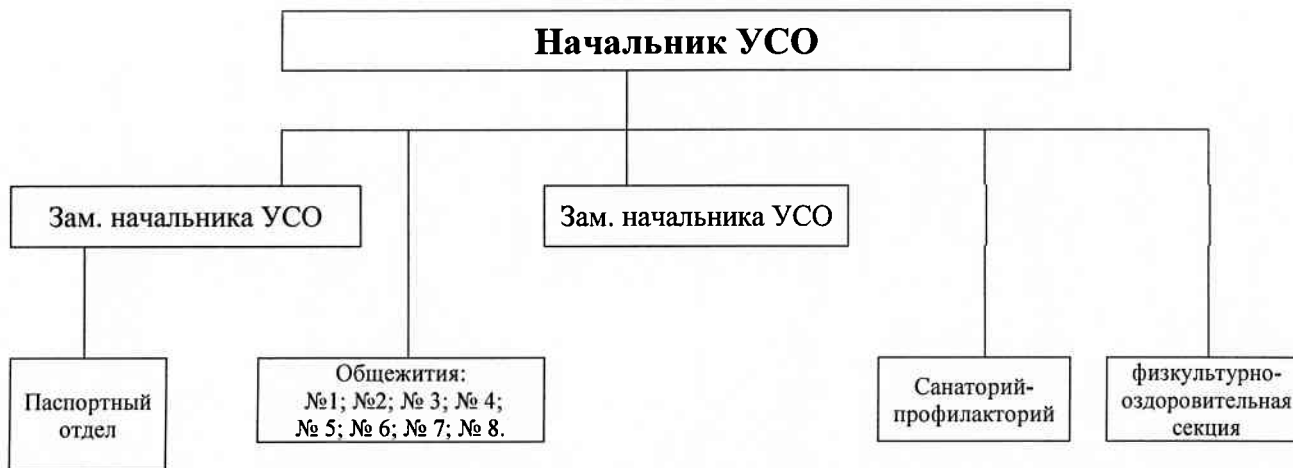 Начальник УСО
Зам. начальника УСО
Зам. начальника УСО
Паспортный
отдел
Общежития:
№1; №2; № 3; № 4;
№ 5; № 6; № 7; № 8.
Санаторий-
профилакторий
физкультурно-
оздоровительная
секция